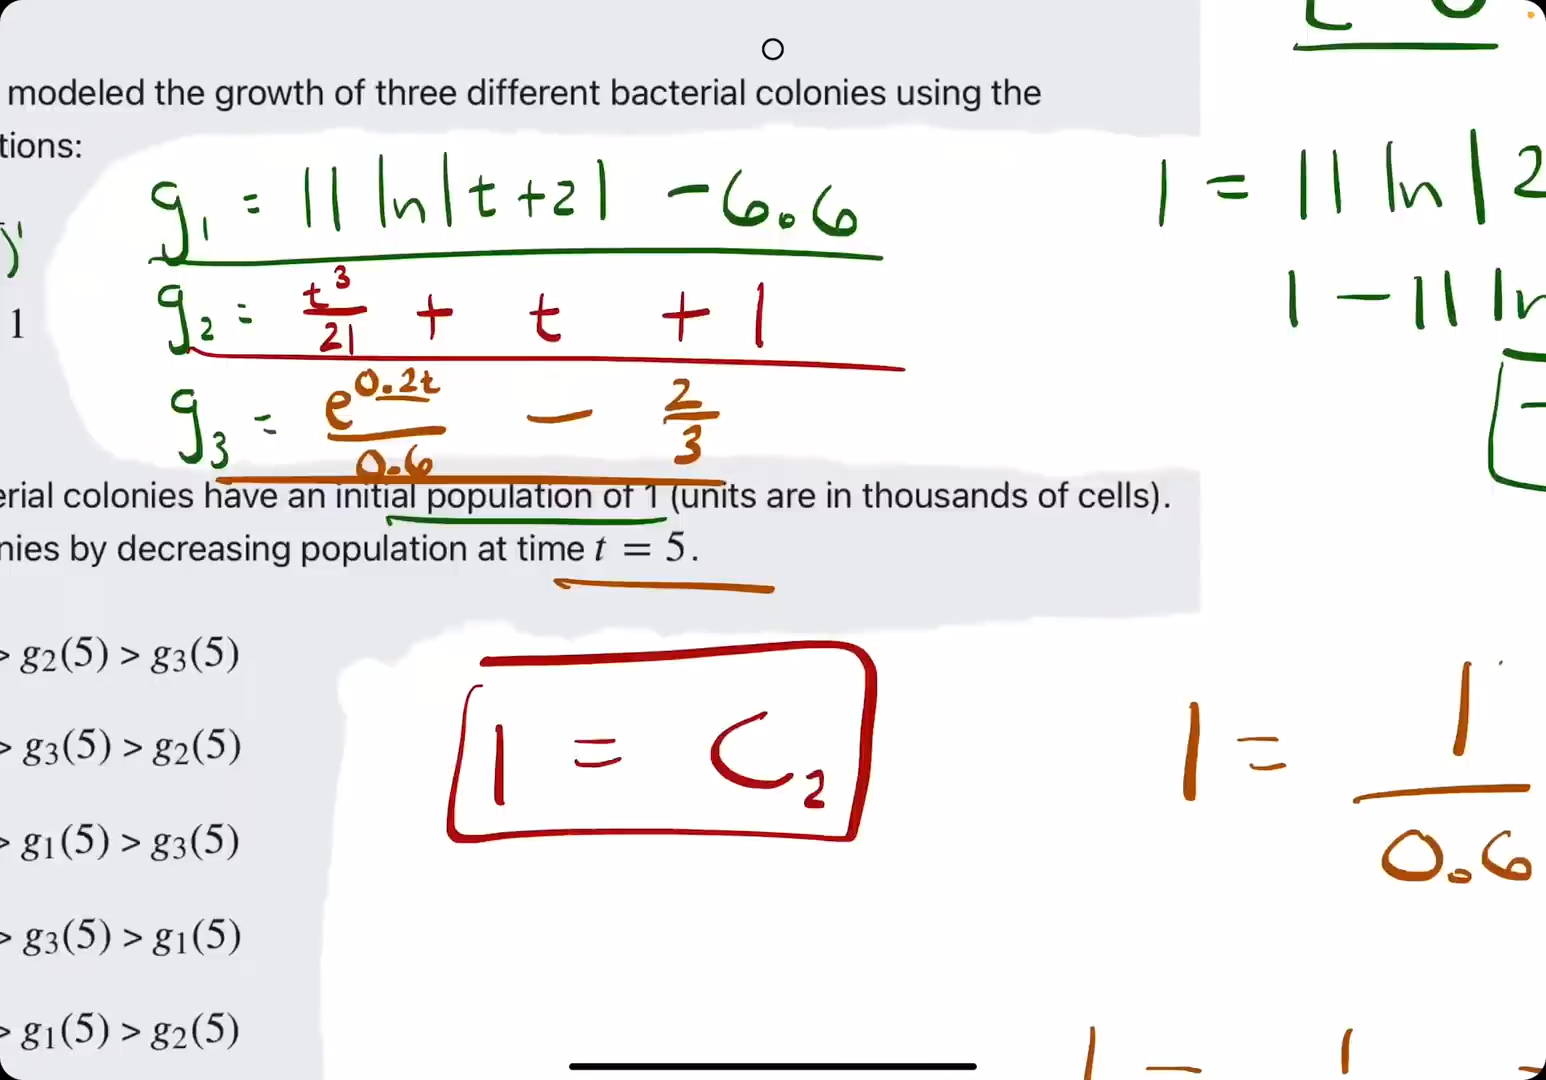 modeled the growth of three different bacterial colonies using the
tions:
g₁ = 11 ln|t+2| - 6.6
)'
g₂ = t³/21 + t + 1
1
g₃ = e^0.2t/0.6 - 2/3
erial colonies have an initial population of 1 (units are in thousands of cells).
nies by decreasing population at time t = 5.
> g₂(5) > g₃(5)
> g₃(5) > g₂(5)
> g₁(5) > g₃(5)
> g₃(5) > g₁(5)
> g₁(5) > g₂(5)
1 = C₂
1 = 11 ln|2
1 - 11 ln
1 = 1/0.6